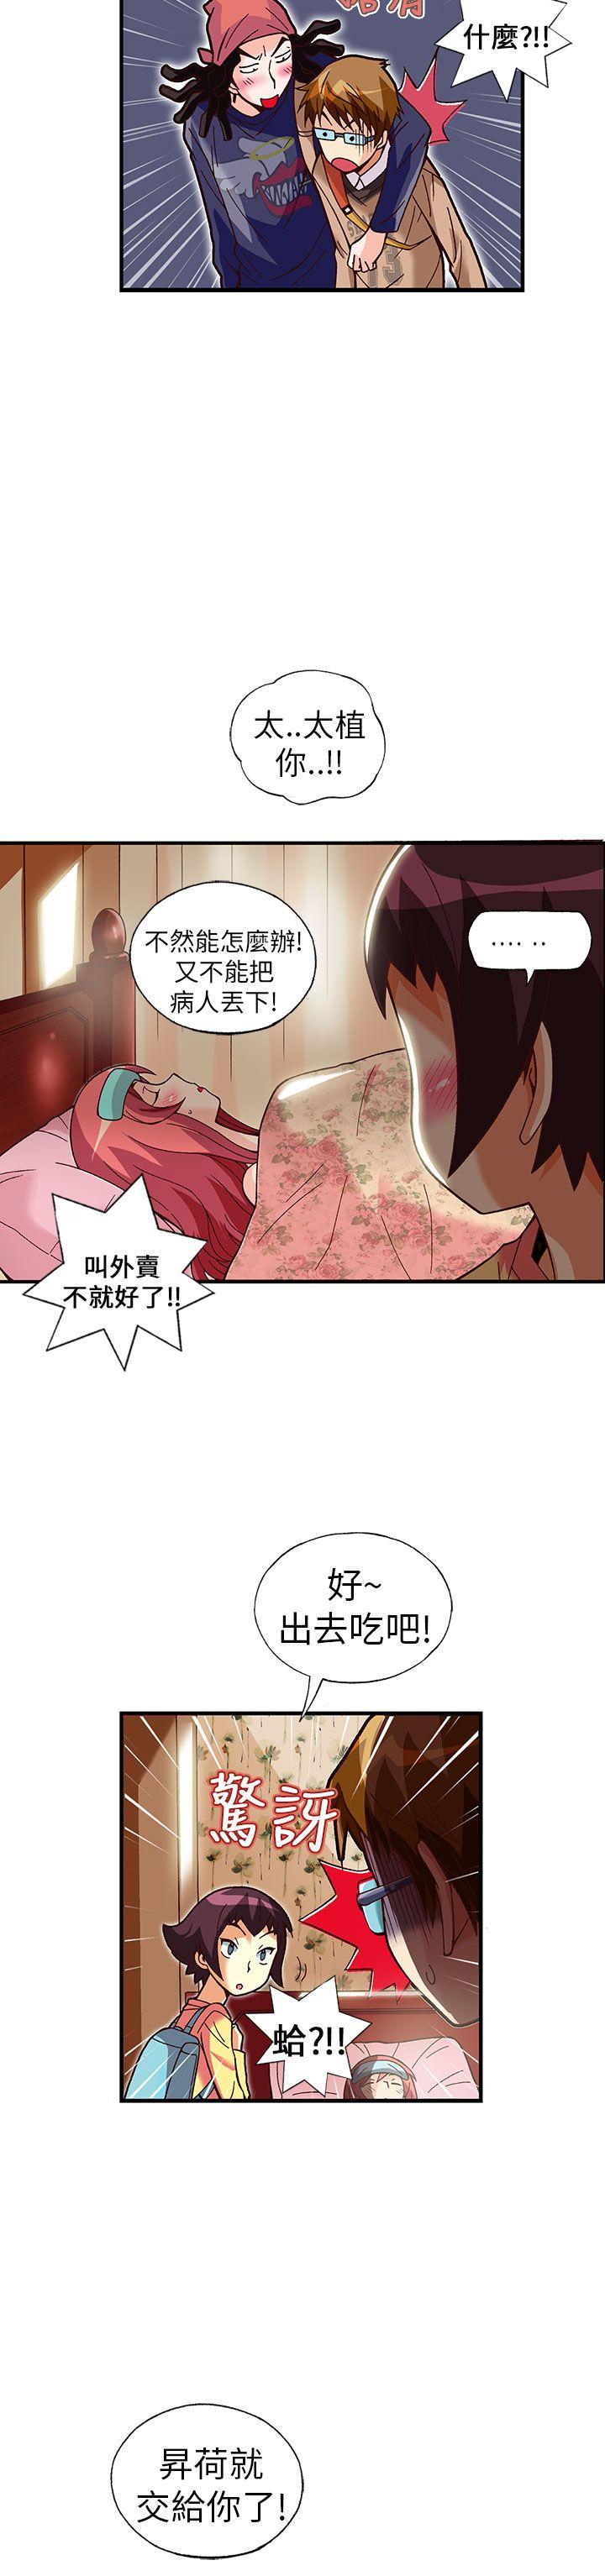 什麼?!!
太..太植
你..!!
不然能怎麼辦!
又不能把
病人丟下!
.... ..
叫外賣
不就好了!!
好~
出去吃吧!
驚訝
蛤?!!
昇荷就
交給你了!